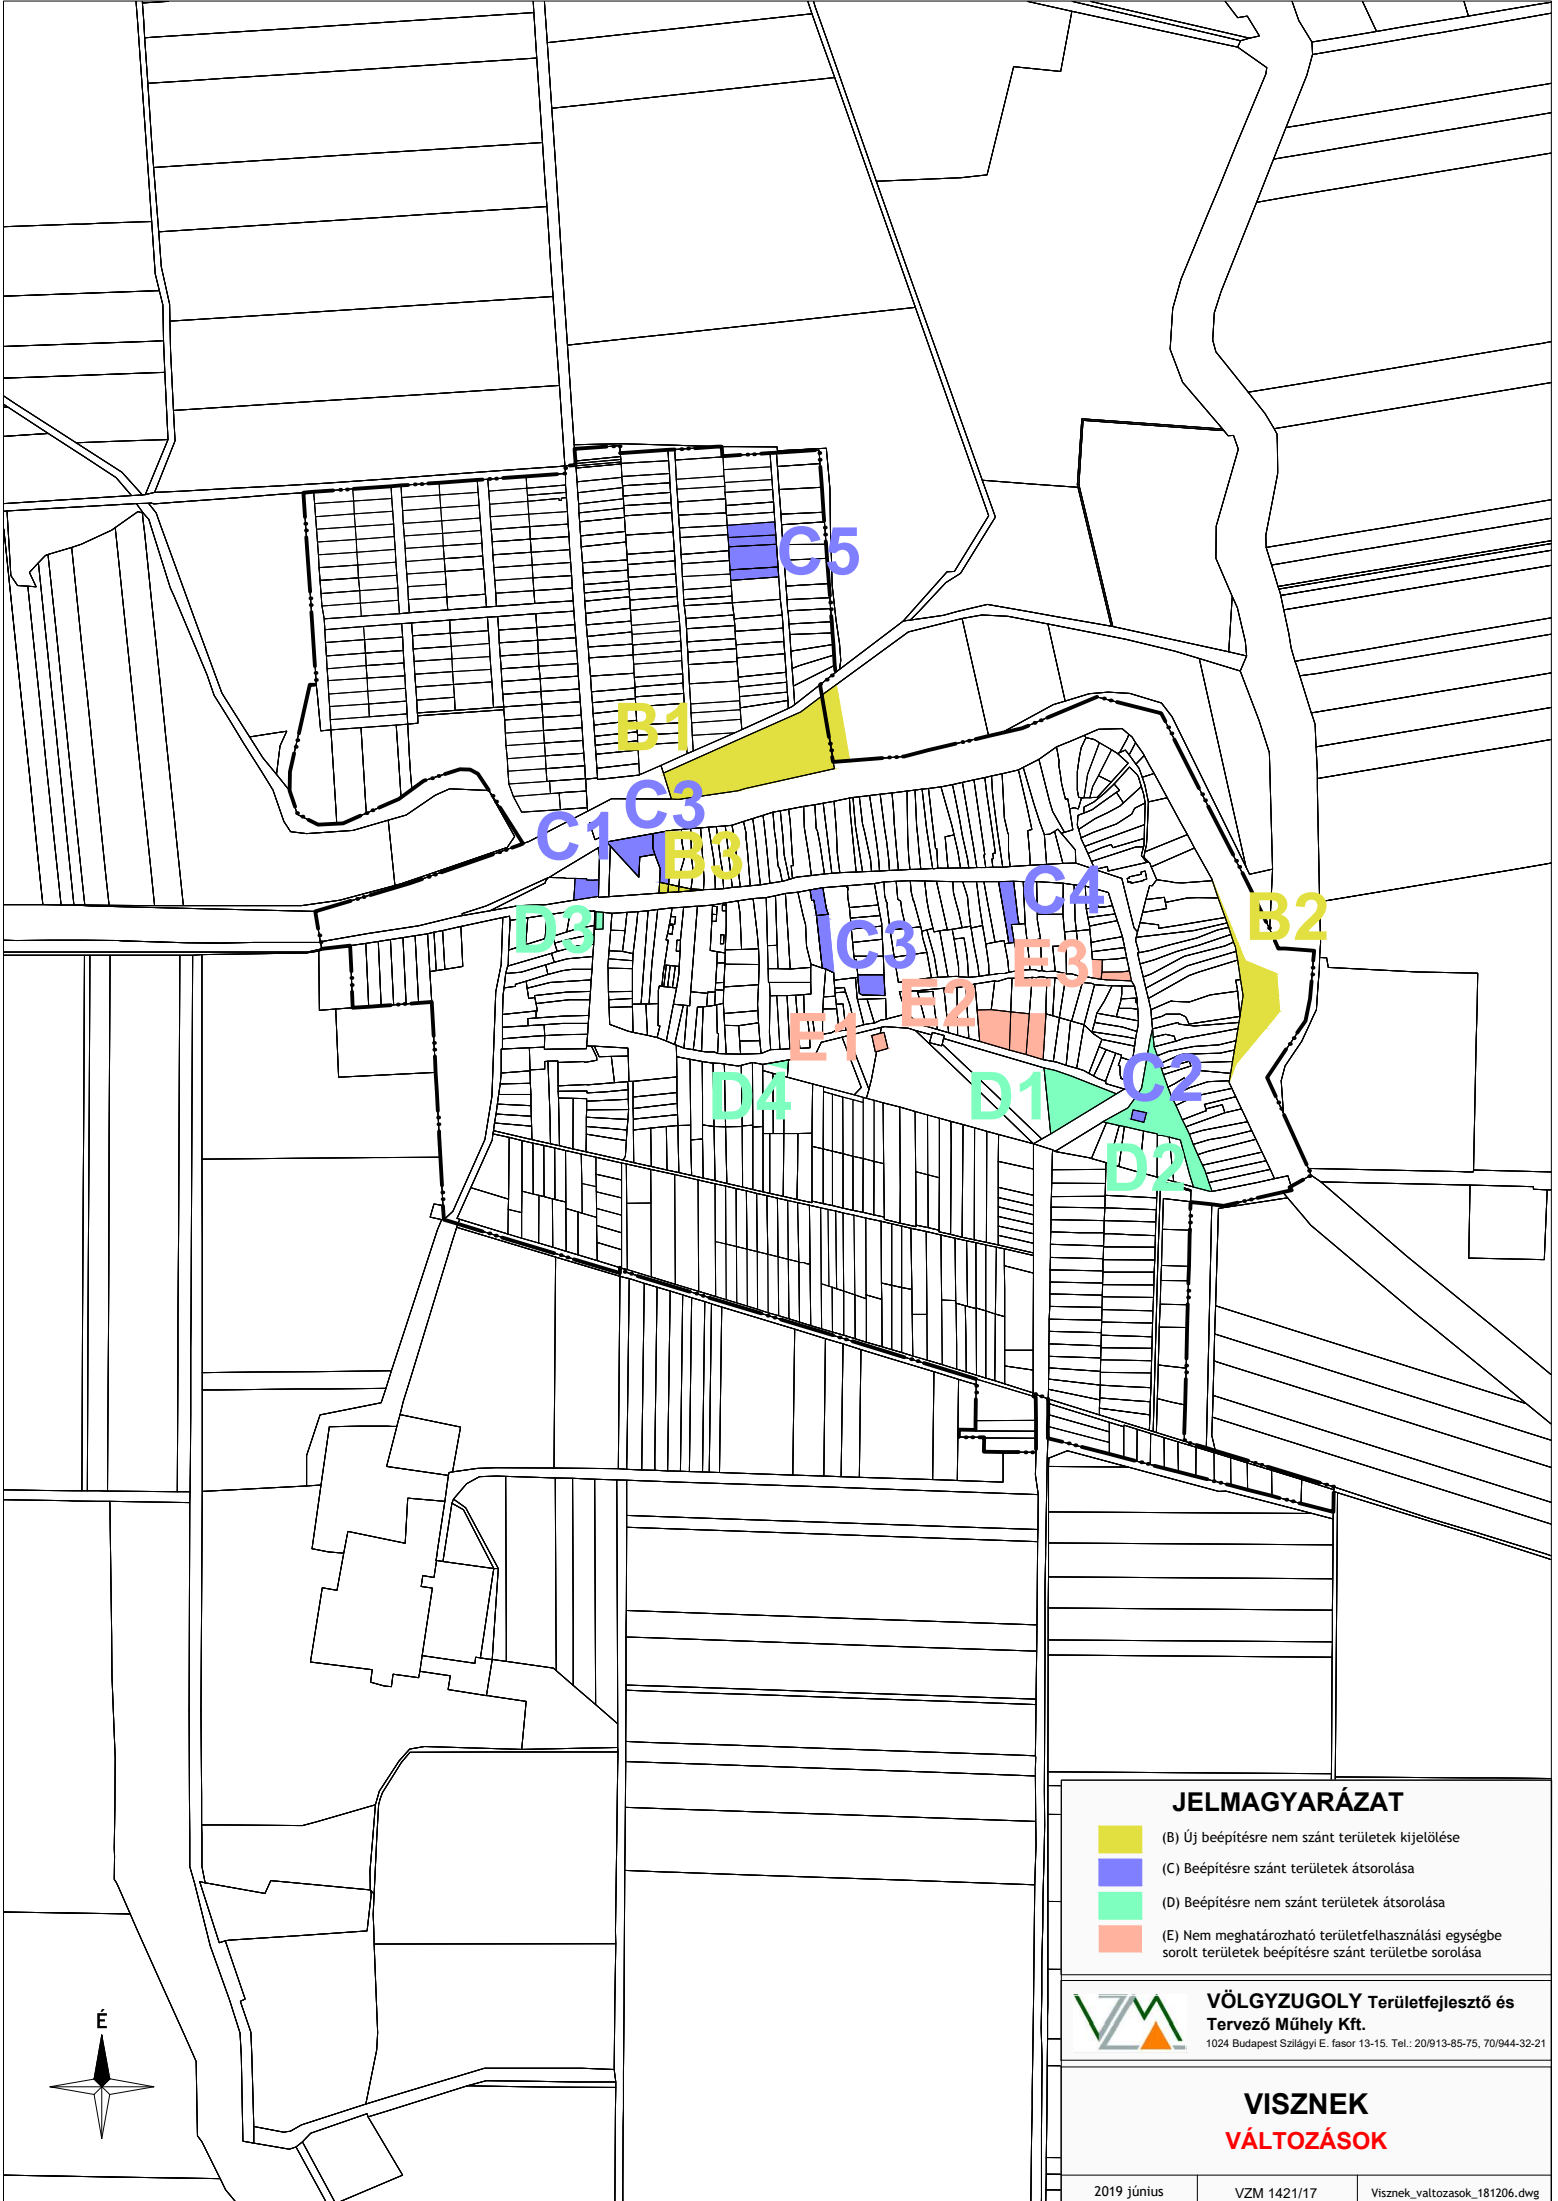 C5
B1
C3
C1
B3
C4
B2
D3
C3
E3
E2
E1
C2
D4
D1
D2
JELMAGYARÁZAT
(B) Új beépítésre nem szánt területek kijelölése
(C) Beépítésre szánt területek átsorolása
(D) Beépítésre nem szánt területek átsorolása
(E) Nem meghatározható területfelhasználási egységbe
sorolt területek beépítésre szánt területbe sorolása
VZM
VÖLGYZUGOLY Területfejlesztő és
Tervező Műhely Kft.
1024 Budapest Szilágyi E. fasor 13-15. Tel.: 20/913-85-75, 70/944-32-21
É
VISZNEK
VÁLTOZÁSOK
2019 június
VZM 1421/17
Visznek_valtozasok_181206.dwg